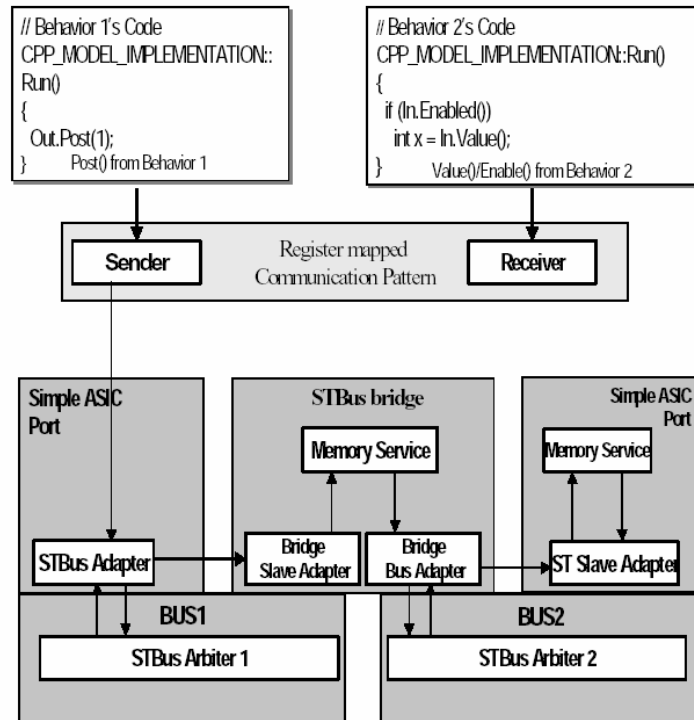 // Behavior 1's Code
CPP_MODEL_IMPLEMENTATION::
Run()
{
Out.Post(1);
}
Post() from Behavior 1
// Behavior 2's Code
CPP_MODEL_IMPLEMENTATION::Run()
{
if (In.Enabled())
int x = In.Value();
}
Value()/Enable() from Behavior 2
Sender
Register mapped
Communication Pattern
Receiver
Simple ASIC
Port
STBus bridge
Simple ASIC
Port
Memory Service
Memory Service
STBus Adapter
Bridge
Slave Adapter
Bridge
Bus Adapter
ST Slave Adapter
BUS1
BUS2
STBus Arbiter 1
STBus Arbiter 2